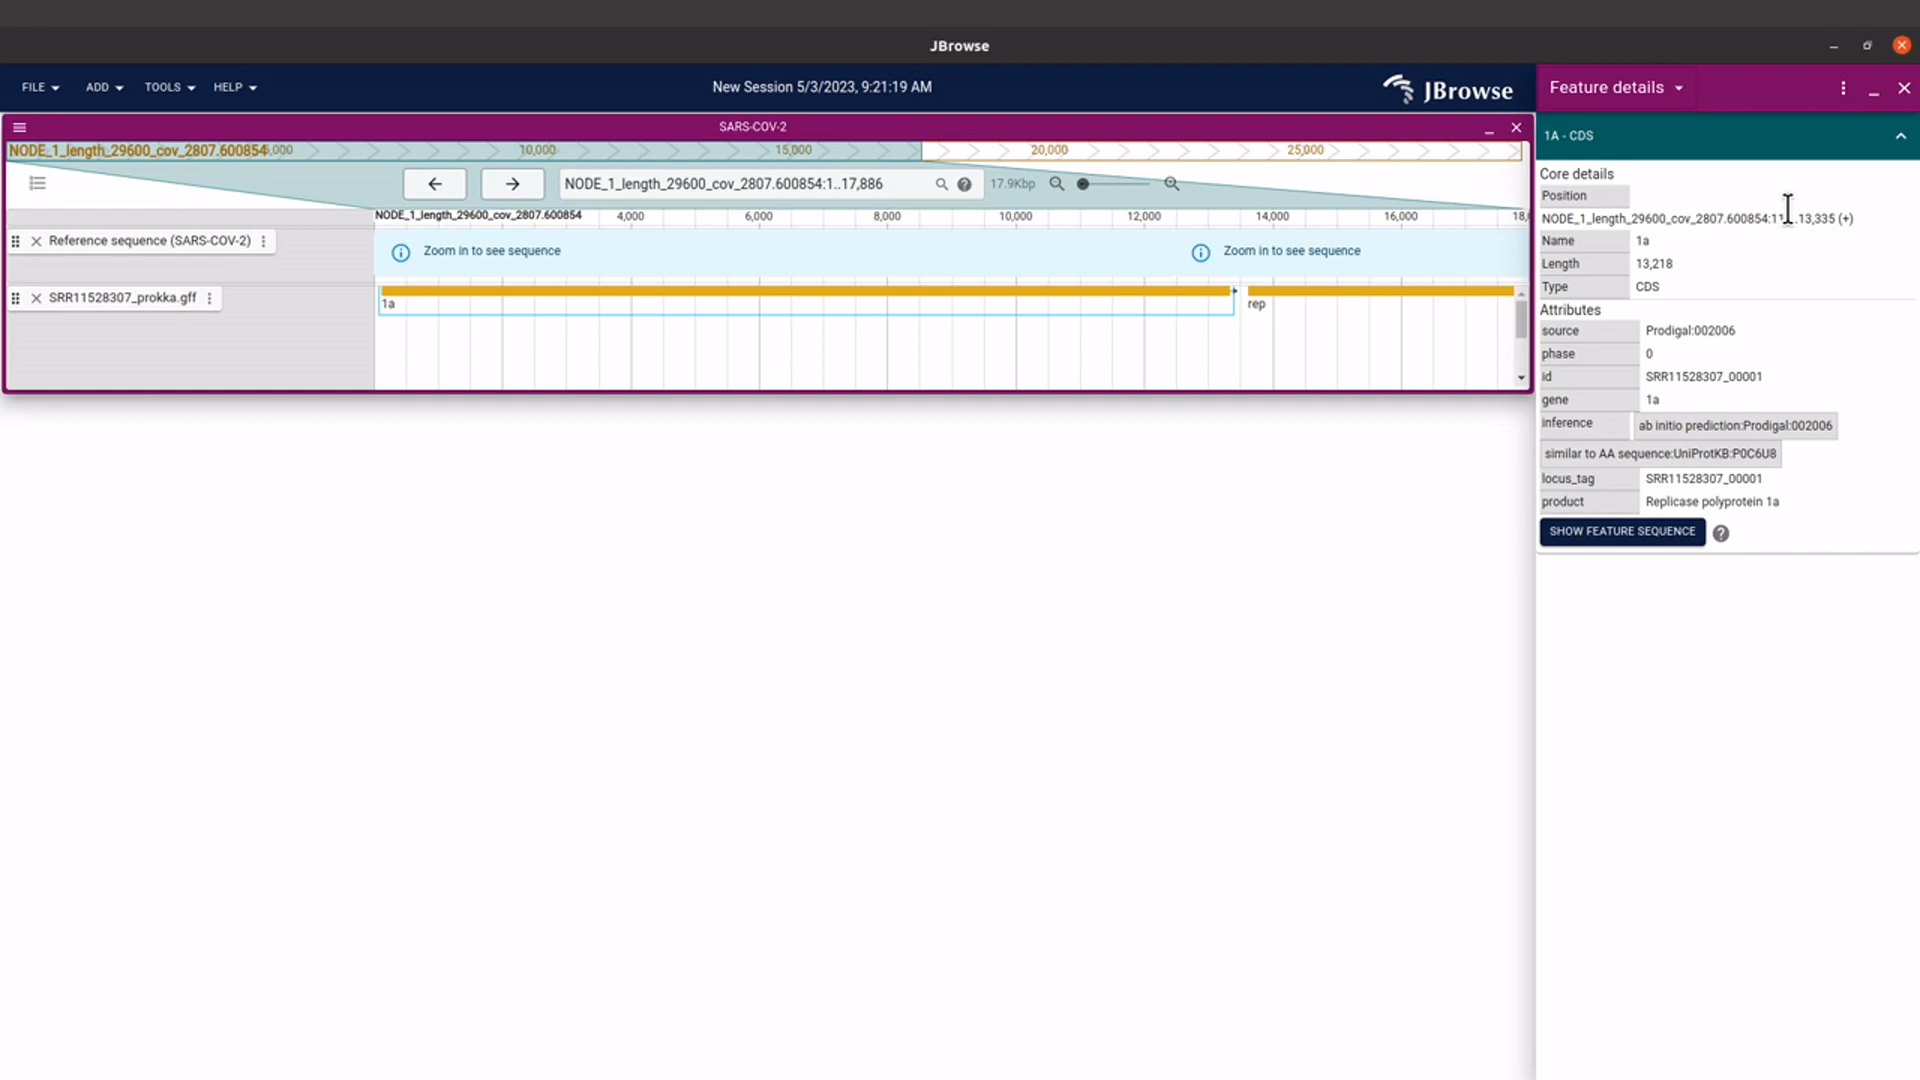 JBrowse
FILE ADD TOOLS HELP New Session 5/3/2023, 9:21:19 AM JBrowse
SARS-COV-2
NODE_1_length_29600_cov_2807.600854 ,000 10,000 15,000 20,000 25,000
NODE_1_length_29600_cov_2807.600854:1..17,886 17.9Kbp
NODE_1_length_29600_cov_2807.600854 4,000 6,000 8,000 10,000 12,000 14,000 16,000 18,
Reference sequence (SARS-COV-2) Zoom in to see sequence Zoom in to see sequence
SRR11528307_prokka.gff
1a rep
Feature details
1A - CDS
Core details
Position
NODE_1_length_29600_cov_2807.600854:11 ..13,335 (+)
Name 1a
Length 13,218
Type CDS
Attributes
source Prodigal:002006
phase 0
id SRR11528307_00001
gene 1a
inference ab initio prediction:Prodigal:002006
similar to AA sequence:UniProtKB:P0C6U8
locus_tag SRR11528307_00001
product Replicase polyprotein 1a
SHOW FEATURE SEQUENCE